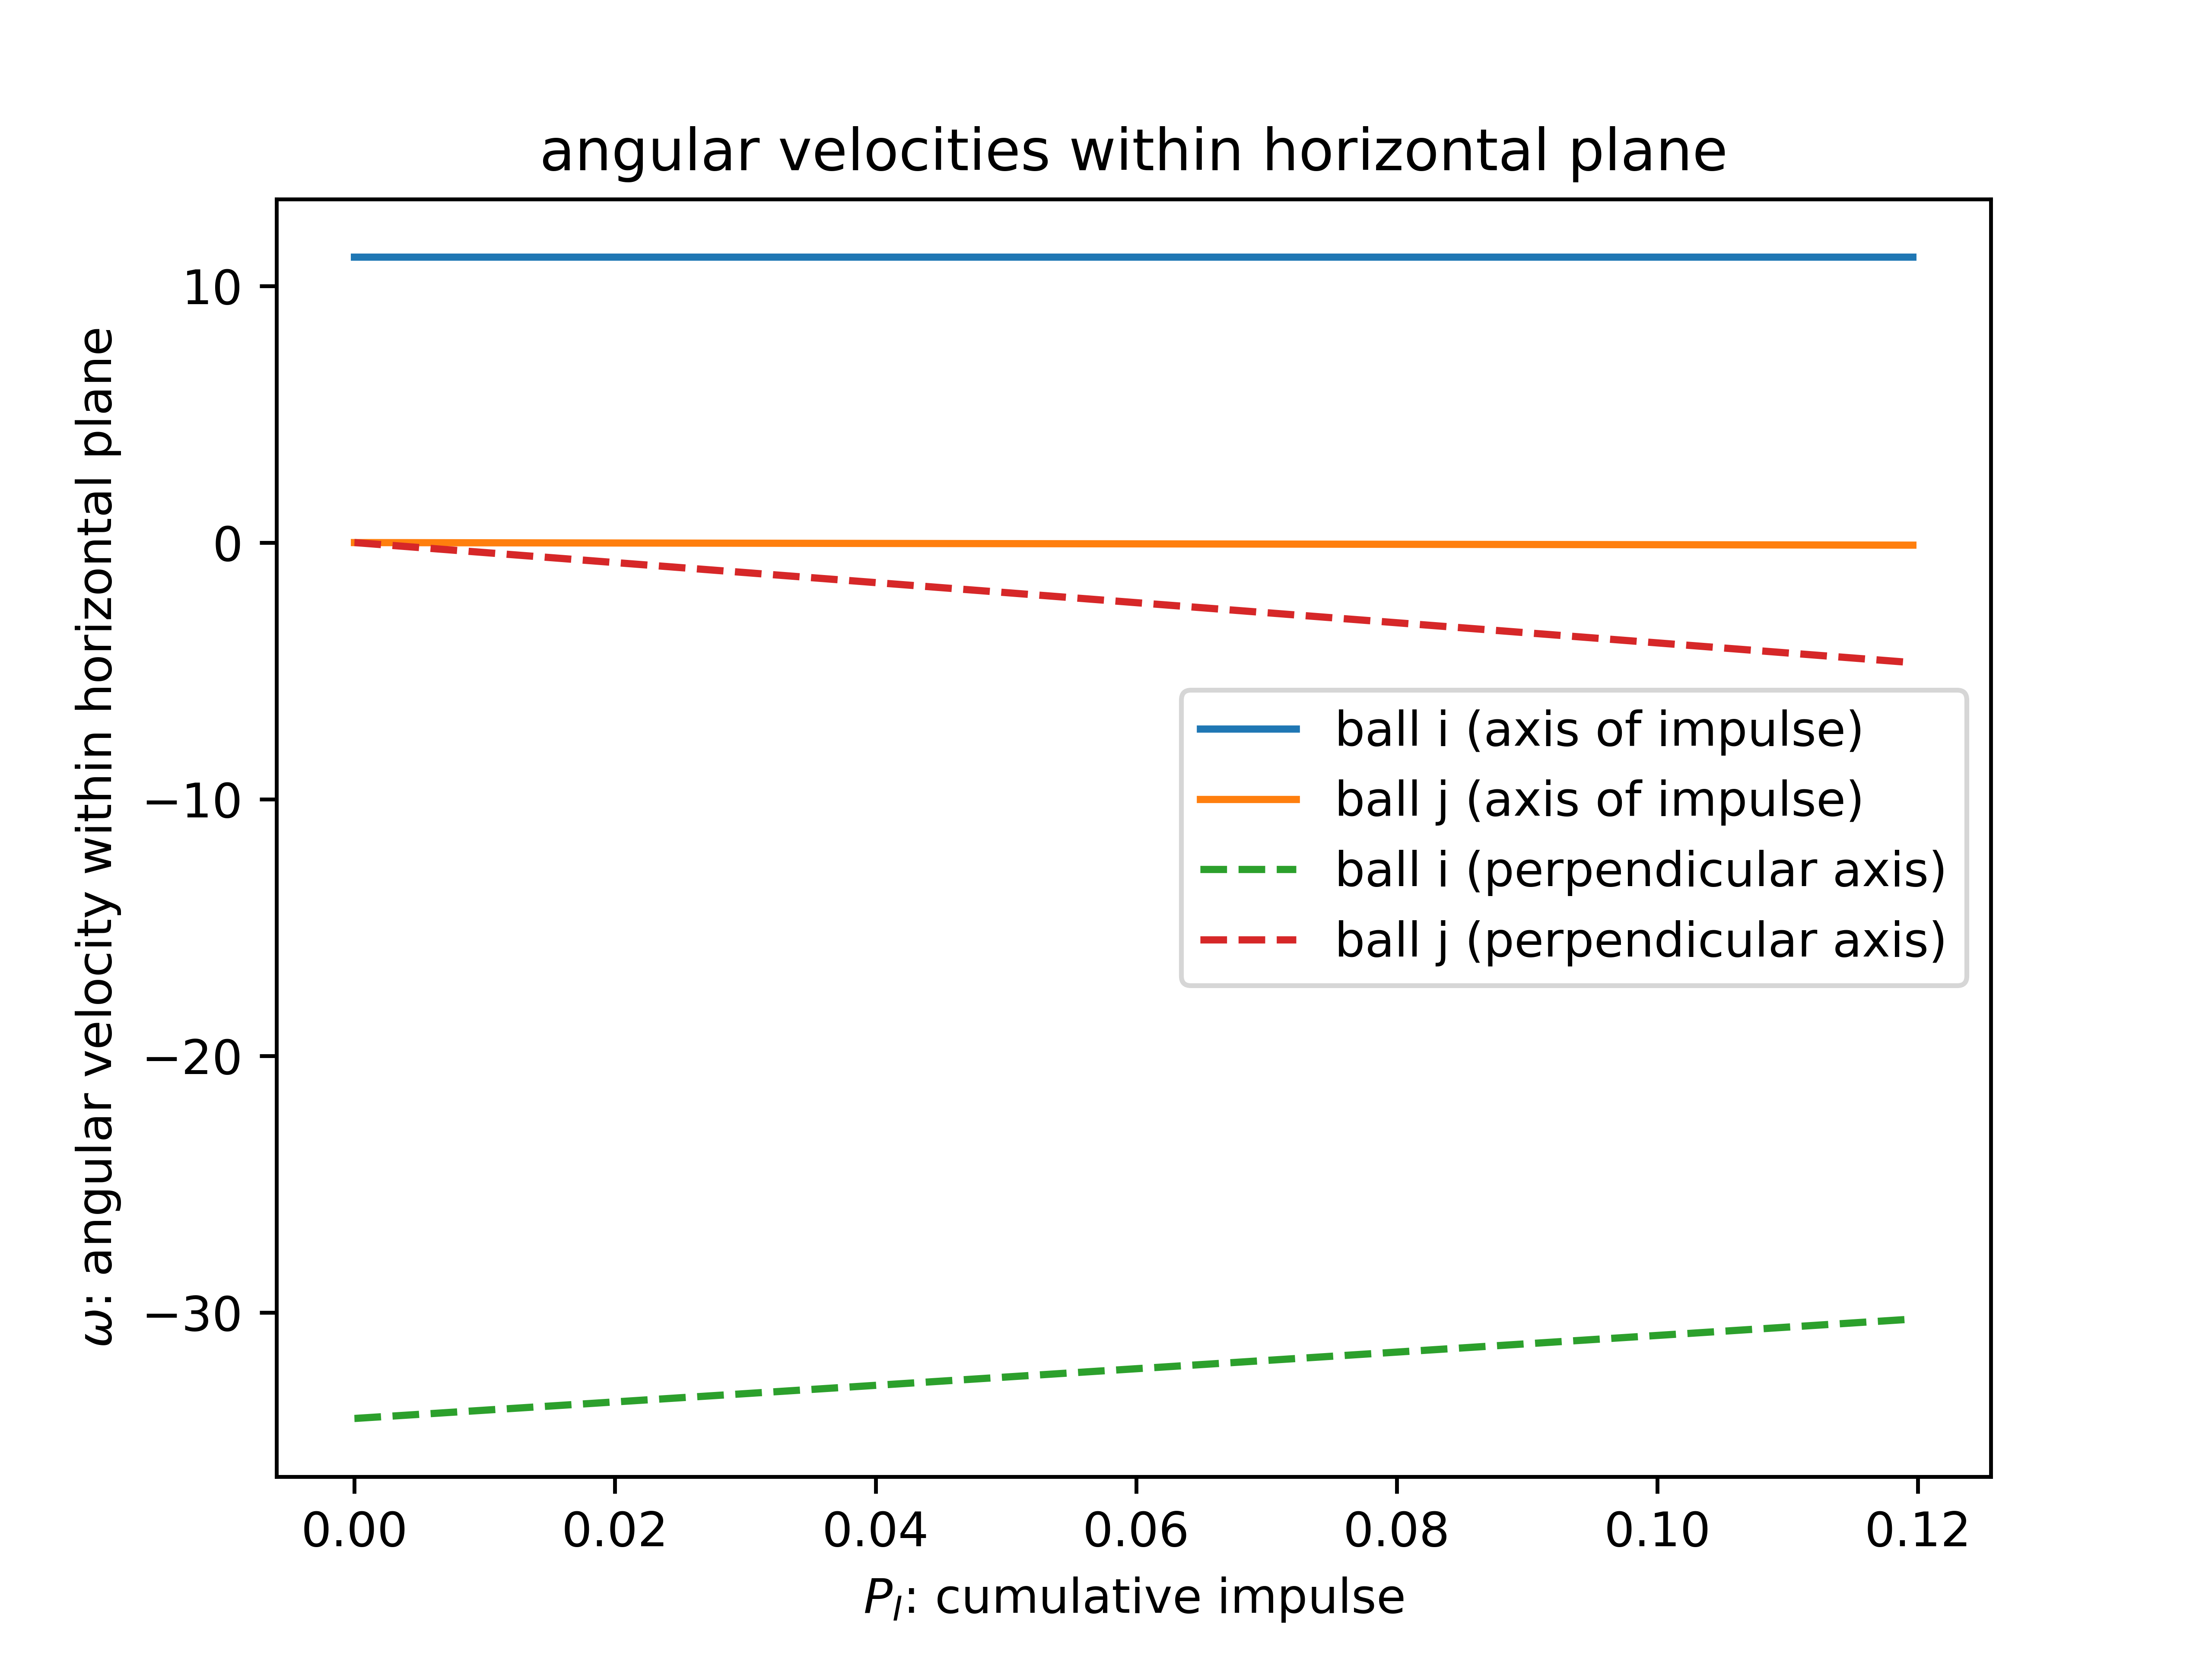 angular velocities within horizontal plane
ω: angular velocity within horizontal plane
10
0
−10
−20
−30
ball i (axis of impulse)
ball j (axis of impulse)
ball i (perpendicular axis)
ball j (perpendicular axis)
0.00 0.02 0.04 0.06 0.08 0.10 0.12
P_I: cumulative impulse